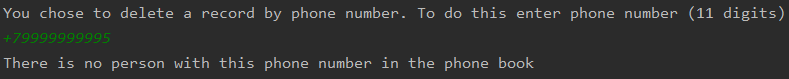 You chose to delete a record by phone number. To do this enter phone number (11 digits)
+79999999995
There is no person with this phone number in the phone book